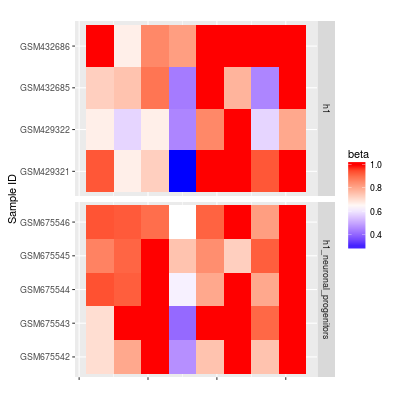 GSM432686
GSM432685
GSM429322
GSM429321
h1
GSM675546
GSM675545
GSM675544
GSM675543
GSM675542
h1_neuronal_progenitors
Sample ID
beta
1.0
0.8
0.6
0.4